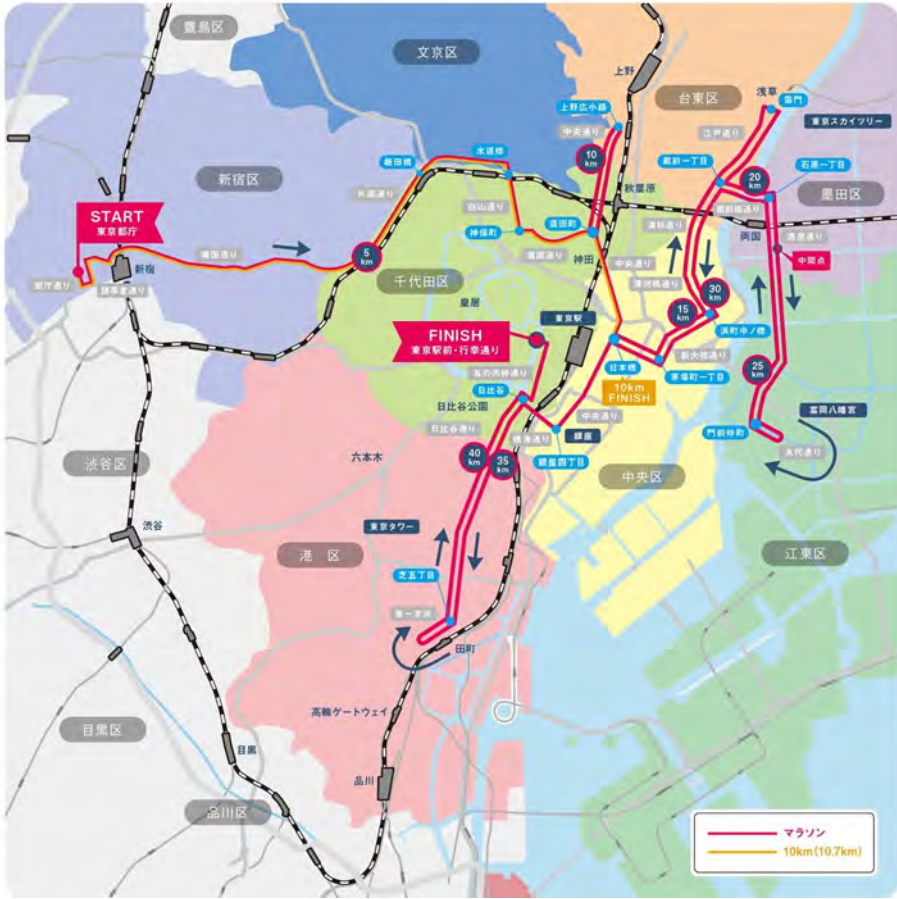 豊島区
文京区
上野
台東区
浅草
雷門
上野広小路
中央通り
江戸通り
東京スカイツリー
10
km
飯田橋
水道橋
蔵前一丁目
20
km
石原一丁目
新宿区
外堀通り
秋葉原
墨田区
蔵前橋通り
START
東京都庁
白山通り
神保町
須田町
清杉通り
両国
清澄通り
靖国通り
5
km
靖国通り
神田
中央通り
中間点
都庁通り
新宿
千代田区
清洲橋通り
皇居
東京駅
15
km
30
km
浜町中ノ橋
FINISH
東京駅前・行幸通り
日本橋
新大橋通り
茅場町一丁目
丸の内仲通り
10km
FINISH
25
km
日比谷
日比谷公園
中央通り
富岡八幡宮
日比谷通り
晴海通り
銀座
門前仲町
永代通り
銀座四丁目
40
km
35
km
六本木
渋谷区
中央区
渋谷
東京タワー
港 区
江東区
芝五丁目
第一京浜
田町
高輪ゲートウェイ
目黒区
目黒
品川
品川区
マラソン
10km(10.7km)